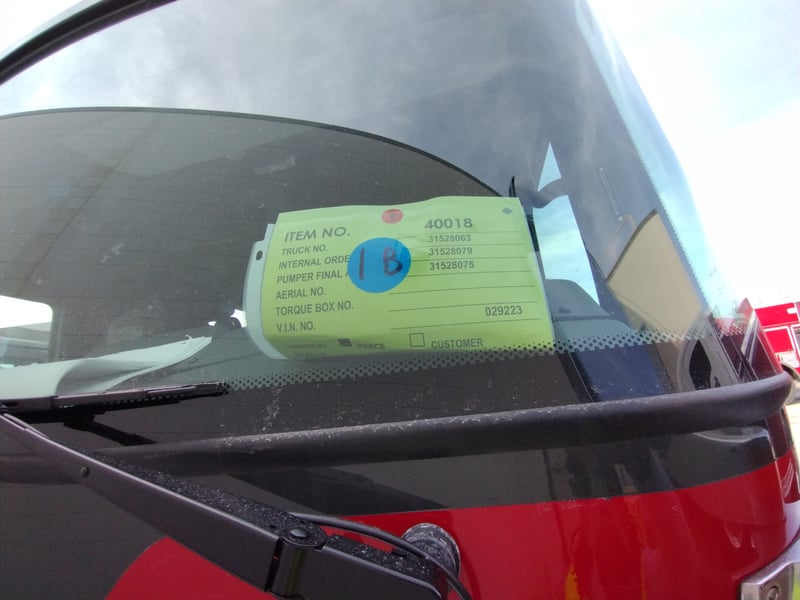 ITEM NO. 40018
TRUCK NO. 31528063
INTERNAL ORDE 31528079
PUMPER FINAL A 31528075
AERIAL NO.
TORQUE BOX NO.
V.I.N. NO. 029223
PIERCE CUSTOMER
1B